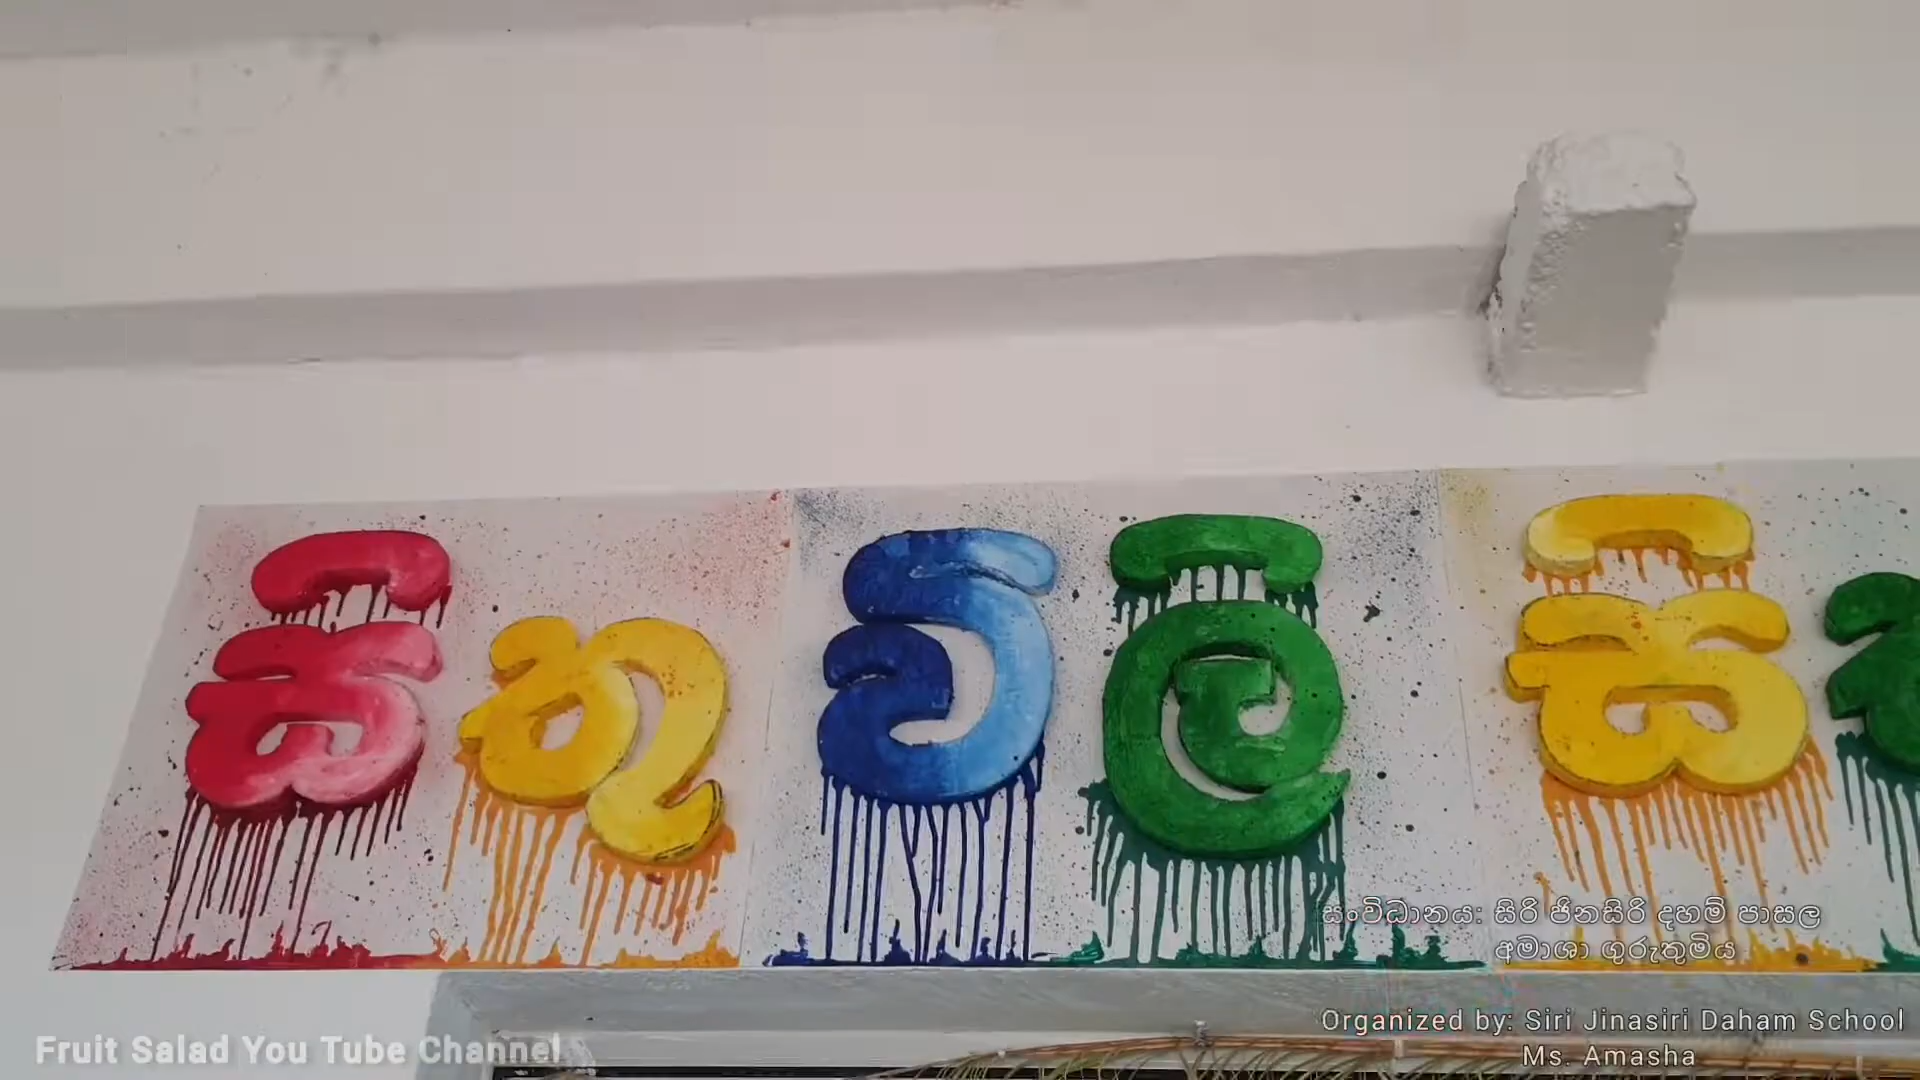 සිතුවිලි සි
සංවිධානය: සිරි ජිනසිරි දහම් පාසල
අමාශා ගුරුතුමිය
Organized by: Siri Jinasiri Daham School
Ms. Amasha
Fruit Salad You Tube Channel